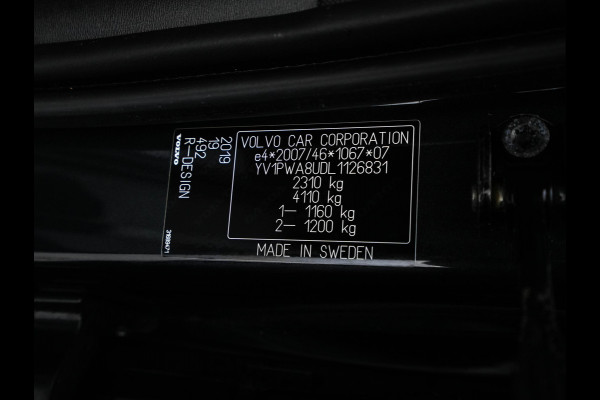 VOLVO CAR CORPORATION
e4*2007/46*1067*07
YV1PWA8UDL1126831
2310 kg
4110 kg
1– 1160 kg
2– 1200 kg
MADE IN SWEDEN
2019
19
492
R–DESIGN
VOLVO